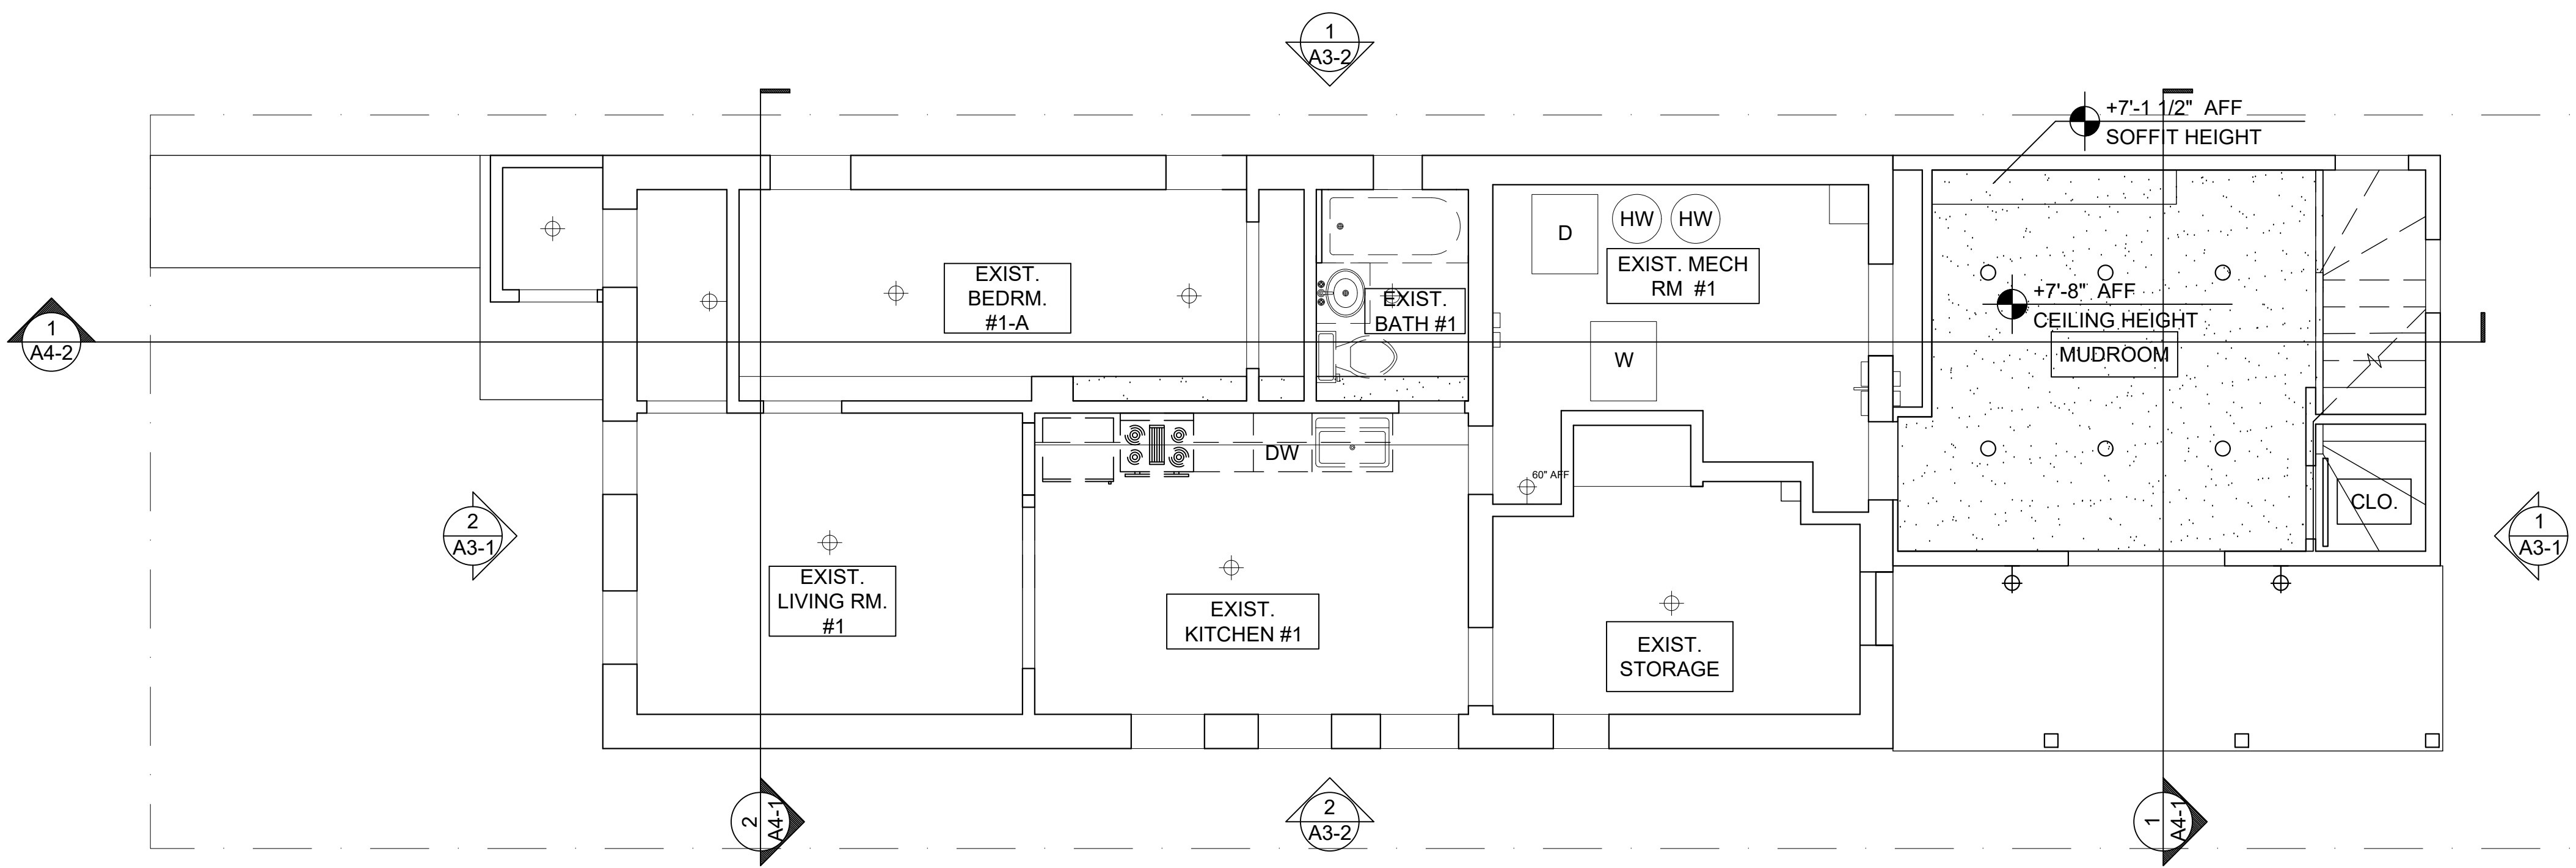 1
A3-2
+7'-1 1/2" AFF
SOFFIT HEIGHT
D
HW
HW
EXIST. MECH
RM #1
EXIST.
BEDRM.
#1-A
EXIST.
BATH #1
+7'-8" AFF
CEILING HEIGHT
MUDROOM
1
A4-2
W
DW
60" AFF
CLO.
2
A3-1
1
A3-1
EXIST.
LIVING RM.
#1
EXIST.
KITCHEN #1
EXIST.
STORAGE
2
A4-1
2
A3-2
1
A4-1